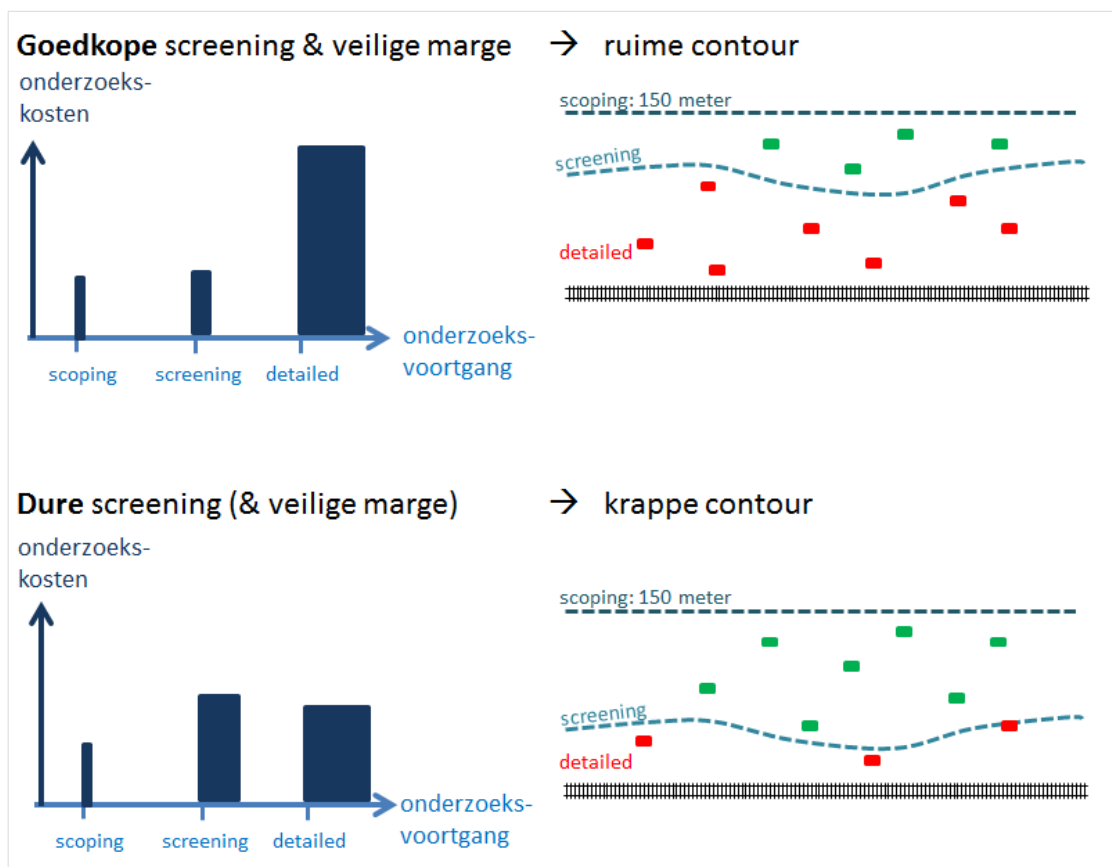 Goedkope screening & veilige marge → ruime contour
onderzoeks-
kosten
scoping: 150 meter
screening
detailed
onderzoeks-
voortgang
scoping screening detailed
Dure screening (& veilige marge) → krappe contour
onderzoeks-
kosten
scoping: 150 meter
screening
detailed
onderzoeks-
voortgang
scoping screening detailed